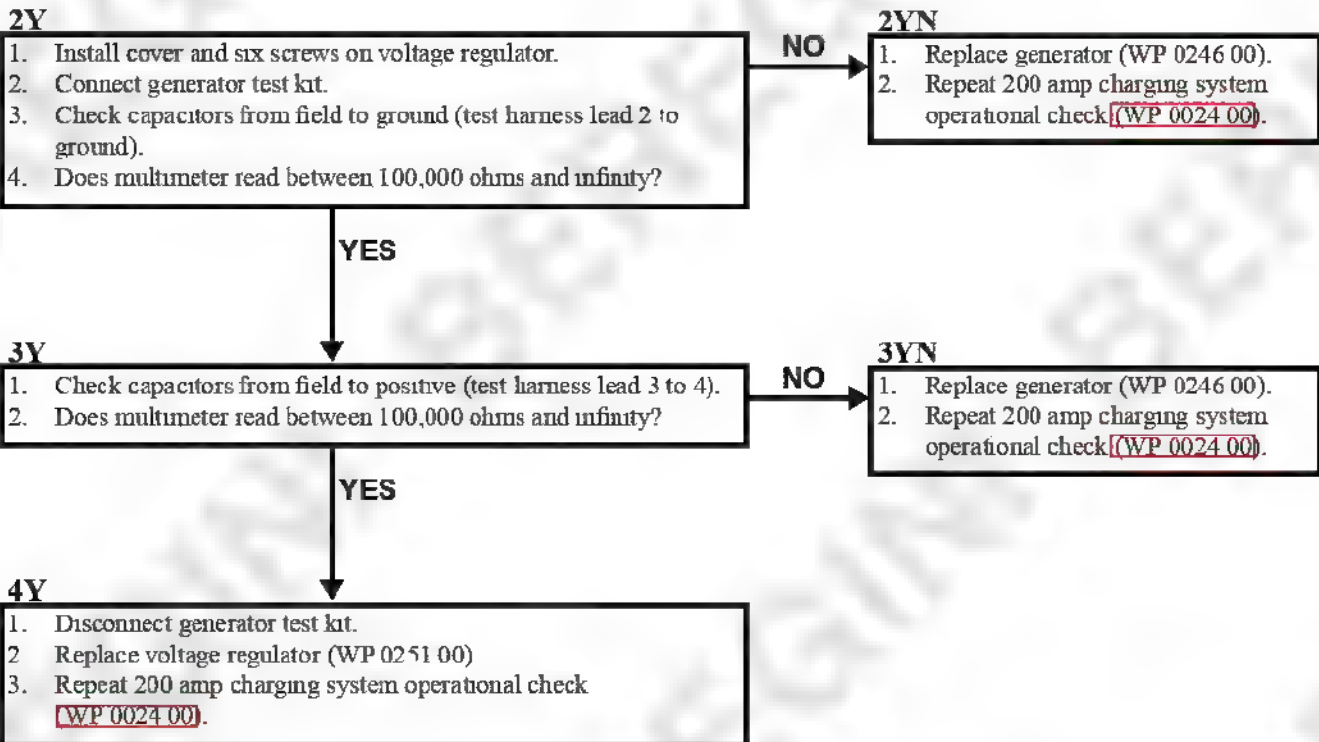 2Y
1. Install cover and six screws on voltage regulator.
2. Connect generator test kit.
3. Check capacitors from field to ground (test harness lead 2 to
ground).
4. Does multimeter read between 100,000 ohms and infinity?
NO
2YN
1. Replace generator (WP 0246 00).
2. Repeat 200 amp charging system
operational check (WP 0024 00).
YES
3Y
1. Check capacitors from field to positive (test harness lead 3 to 4).
2. Does multimeter read between 100,000 ohms and infinity?
NO
3YN
1. Replace generator (WP 0246 00).
2. Repeat 200 amp charging system
operational check (WP 0024 00).
YES
4Y
1. Disconnect generator test kit.
2 Replace voltage regulator (WP 0251 00)
3. Repeat 200 amp charging system operational check
(WP 0024 00).